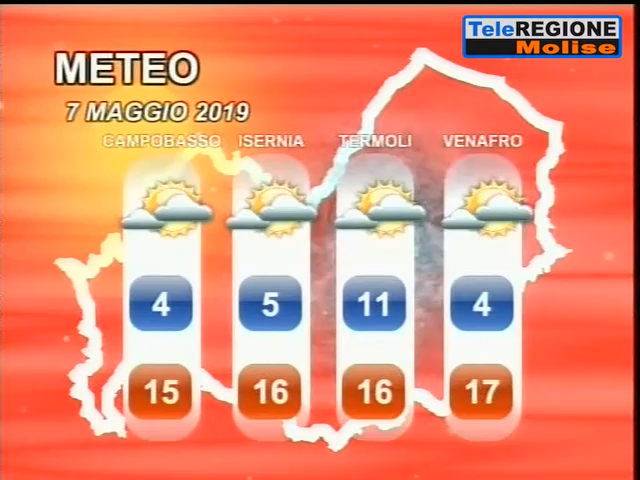 TeleREGIONE
Molise
METEO
7 MAGGIO 2019
CAMPOBASSO ISERNIA TERMOLI VENAFRO
4 5 11 4
15 16 16 17